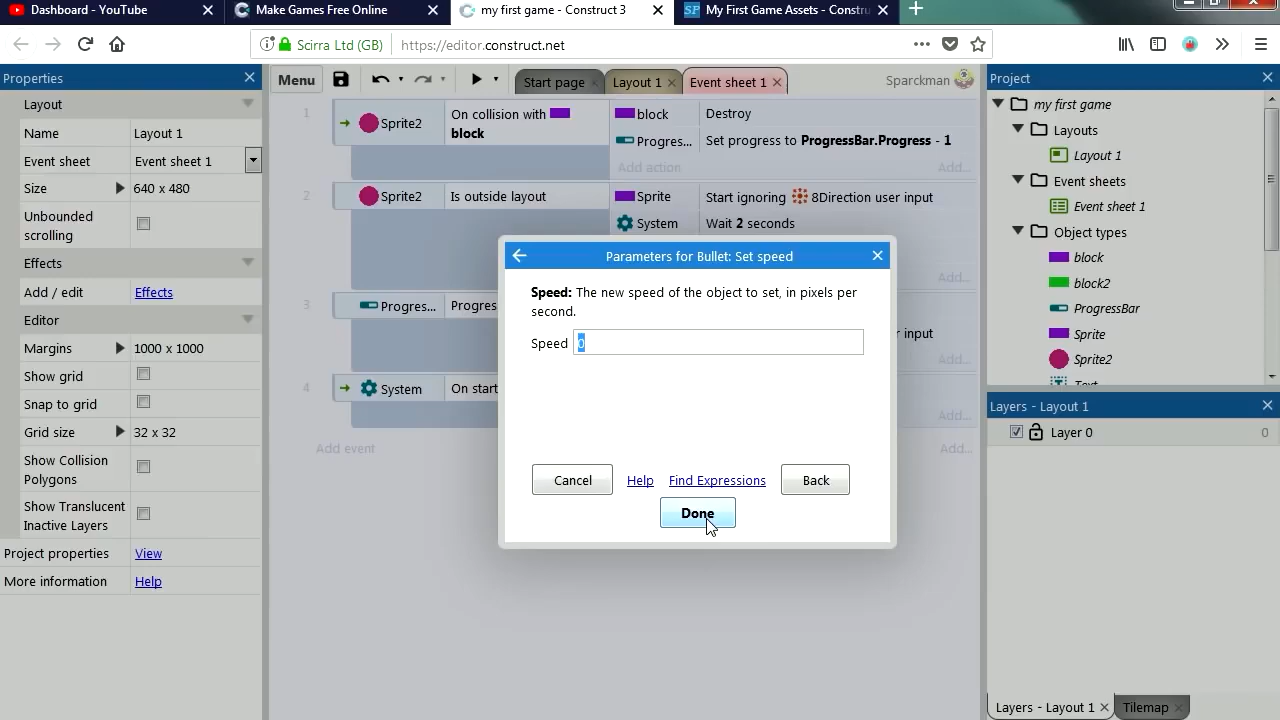 Dashboard - YouTube
Make Games Free Online
my first game - Construct 3
SP
My First Game Assets - Constru
Scirra Ltd (GB)
https://editor.construct.net
Properties
Menu
Start page
Layout 1
Event sheet 1
Sparckman
Project
Layout
Name
Layout 1
Event sheet
Event sheet 1
Size
640 x 480
Unbounded
scrolling
Effects
Add / edit
Effects
Editor
Margins
1000 x 1000
Show grid
Snap to grid
Grid size
32 x 32
Show Collision
Polygons
Show Translucent
Inactive Layers
Project properties
View
More information
Help
1
Sprite2
On collision with
block
block
Destroy
Progres...
Set progress to ProgressBar.Progress - 1
Add action
Add...
2
Sprite2
Is outside layout
Sprite
Start ignoring 8Direction user input
System
Wait 2 seconds
Add...
3
Progres...
Progres
er input
Add...
4
System
On start
Add...
Add event
Add...
Parameters for Bullet: Set speed
Speed: The new speed of the object to set, in pixels per
second.
Speed
0
Cancel
Help
Find Expressions
Back
Done
my first game
Layouts
Layout 1
Event sheets
Event sheet 1
Object types
block
block2
ProgressBar
Sprite
Sprite2
Text
Layers - Layout 1
Layer 0
0
Layers - Layout 1
Tilemap